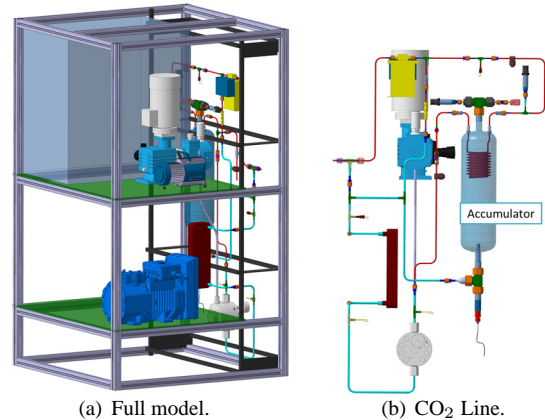 Accumulator
(a) Full model.
(b) CO₂ Line.